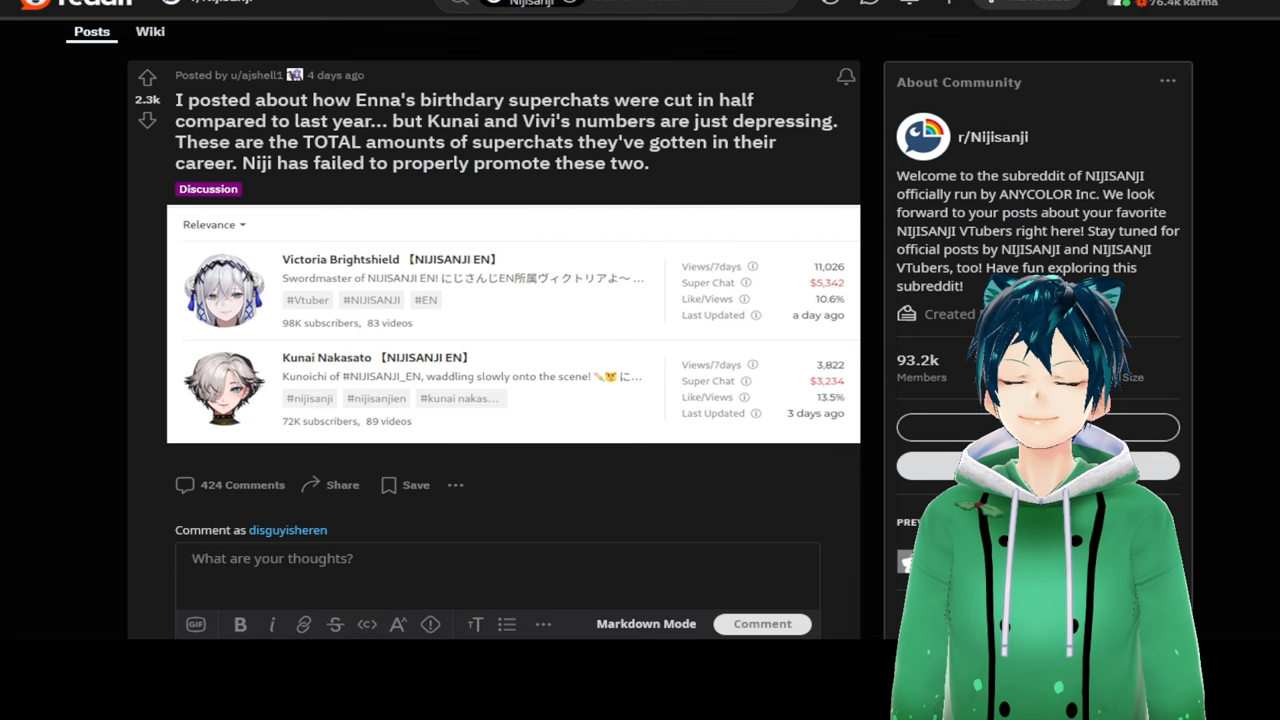 Nijisanji
76.4k karma
Posts
Wiki
Posted by u/ajshell1 4 days ago
2.3k
I posted about how Enna's birthday superchats were cut in half
compared to last year... but Kunai and Vivi's numbers are just depressing.
These are the TOTAL amounts of superchats they've gotten in their
career. Niji has failed to properly promote these two.
Discussion
Relevance
Victoria Brightshield 【NIJISANJI EN】
Swordmaster of NIJISANJI EN! にじさんじEN所属ヴィクトリアよ〜 ...
#Vtuber #NIJISANJI #EN
98K subscribers, 83 videos
Views/7days 11,026
Super Chat $5,342
Like/Views 10.6%
Last Updated a day ago
Kunai Nakasato 【NIJISANJI EN】
Kunoichi of #NIJISANJI_EN, waddling slowly onto the scene! に...
#nijisanji #nijisanjien #kunai nakas...
72K subscribers, 89 videos
Views/7days 3,822
Super Chat $3,234
Like/Views 13.5%
Last Updated 3 days ago
424 Comments Share Save
Comment as disguyisheren
What are your thoughts?
GIF B i
Markdown Mode Comment
About Community
r/Nijisanji
Welcome to the subreddit of NIJISANJI
officially run by ANYCOLOR Inc. We look
forward to your posts about your favorite
NIJISANJI VTubers right here! Stay tuned for
official posts by NIJISANJI and NIJISANJI
VTubers, too! Have fun exploring this
subreddit!
Created
93.2k
Members
Size